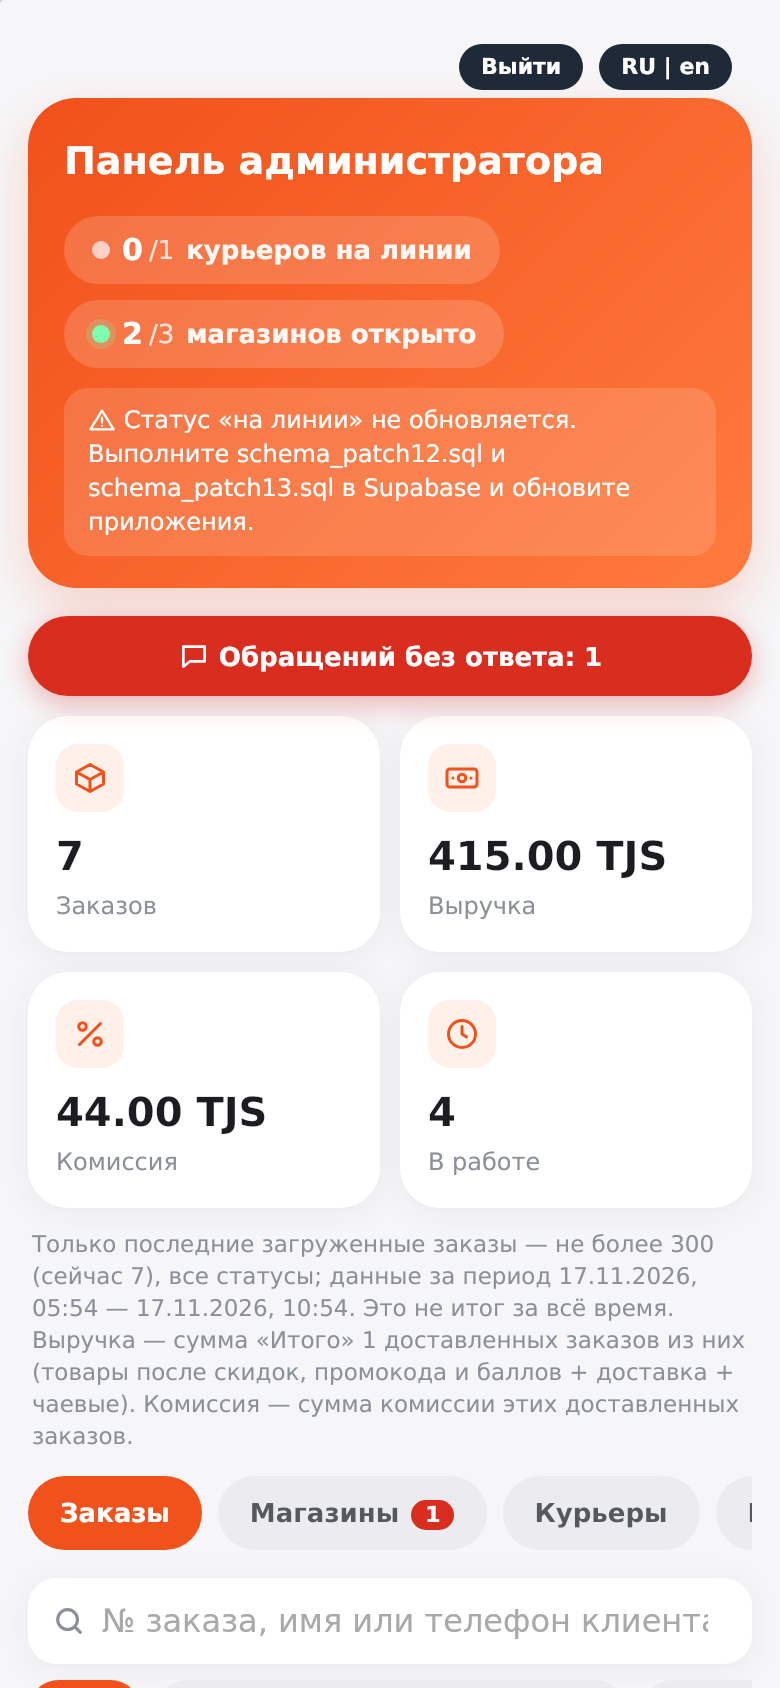 Выйти
RU | en
Панель администратора
0 /1 курьеров на линии
2 /3 магазинов открыто
Статус «на линии» не обновляется.
Выполните schema_patch12.sql и
schema_patch13.sql в Supabase и обновите
приложения.
Обращений без ответа: 1
7
Заказов
415.00 TJS
Выручка
44.00 TJS
Комиссия
4
В работе
Только последние загруженные заказы — не более 300
(сейчас 7), все статусы; данные за период 17.11.2026,
05:54 — 17.11.2026, 10:54. Это не итог за всё время.
Выручка — сумма «Итого» 1 доставленных заказов из них
(товары после скидок, промокода и баллов + доставка +
чаевые). Комиссия — сумма комиссии этих доставленных
заказов.
Заказы
Магазины 1
Курьеры
№ заказа, имя или телефон клиента